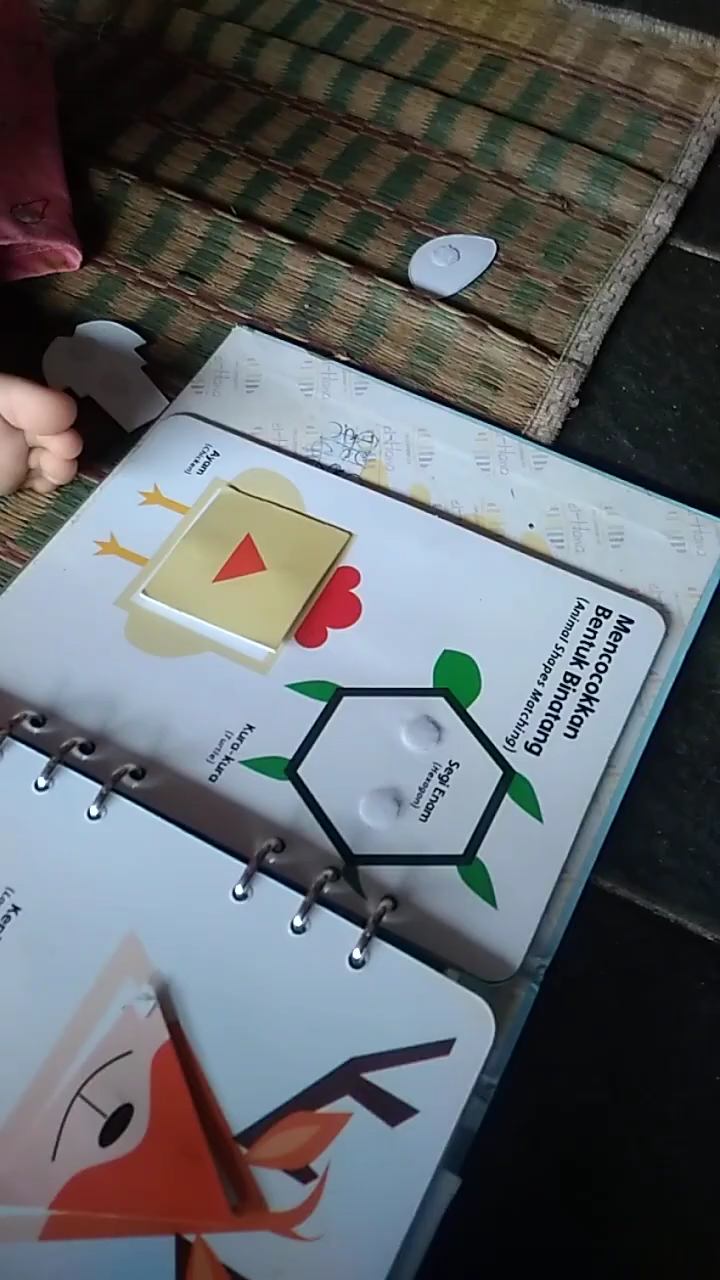 Mencocokkan
Bentuk Binatang
(Animal Shapes Matching)
Segi Enam
(Hexagon)
Kura-kura
(Turtle)
Ayam
(Chicken)